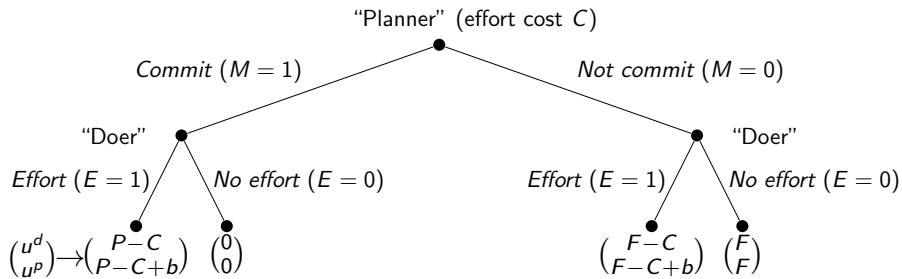 “Planner” (effort cost C)
Commit (M = 1)
Not commit (M = 0)
“Doer”
“Doer”
Effort (E = 1)
No effort (E = 0)
Effort (E = 1)
No effort (E = 0)
(u^d u^p)→(P−C P−C+b) (0 0) (F−C F−C+b) (F F)